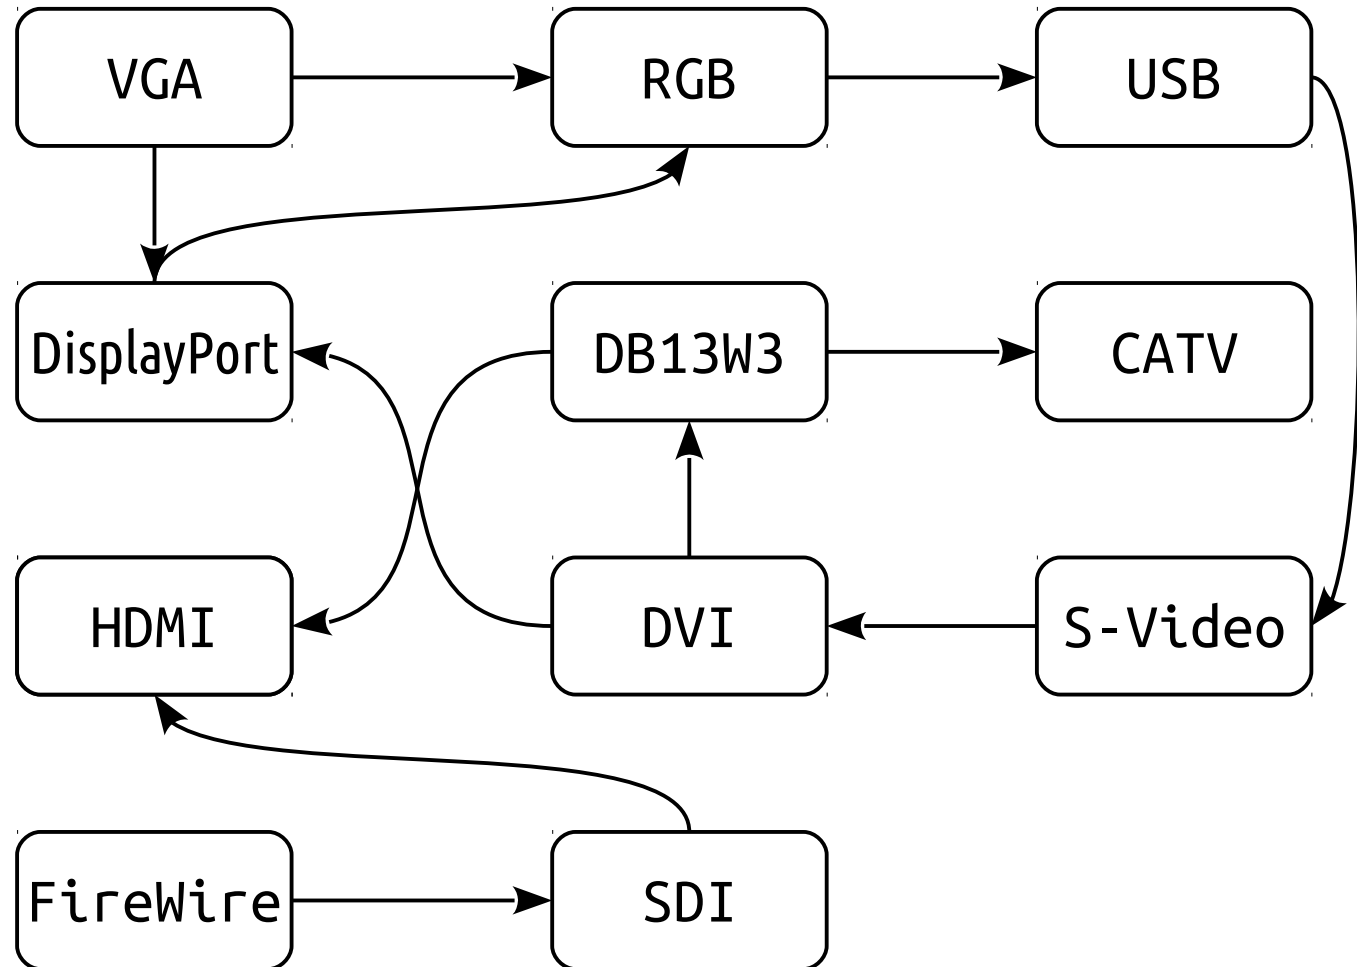 VGA
RGB
USB
DisplayPort
DB13W3
CATV
HDMI
DVI
S-Video
FireWire
SDI